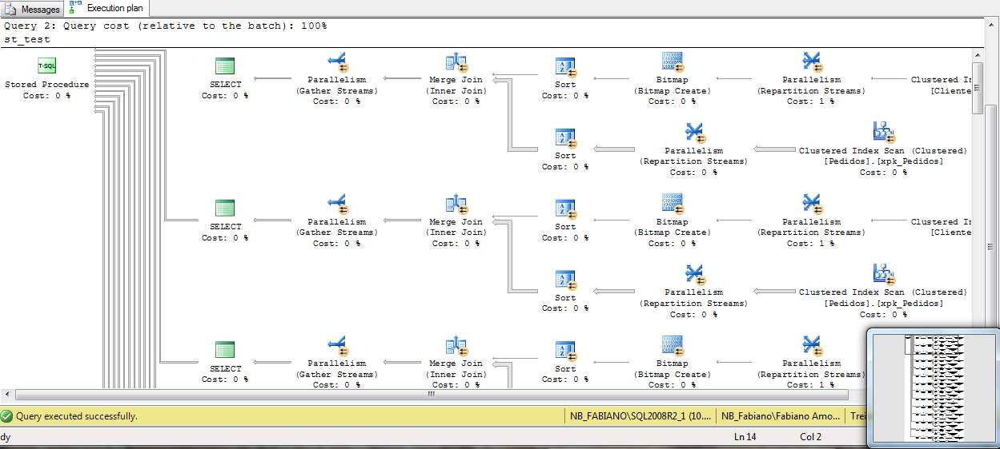 Messages Execution plan
Query 2: Query cost (relative to the batch): 100%
st_test
T-SQL
Stored Procedure
Cost: 0 %
SELECT
Cost: 0 %
Parallelism
(Gather Streams)
Cost: 0 %
Merge Join
(Inner Join)
Cost: 0 %
Sort
Cost: 0 %
Bitmap
(Bitmap Create)
Cost: 0 %
Parallelism
(Repartition Streams)
Cost: 1 %
Clustered In
[Cliente
Sort
Cost: 0 %
Parallelism
(Repartition Streams)
Cost: 0 %
Clustered Index Scan (Clustered)
[Pedidos].[xpk_Pedidos]
Cost: 0 %
SELECT
Cost: 0 %
Parallelism
(Gather Streams)
Cost: 0 %
Merge Join
(Inner Join)
Cost: 0 %
Sort
Cost: 0 %
Bitmap
(Bitmap Create)
Cost: 0 %
Parallelism
(Repartition Streams)
Cost: 1 %
Clustered In
[Cliente
Sort
Cost: 0 %
Parallelism
(Repartition Streams)
Cost: 0 %
Clustered Index Scan (Clustered)
[Pedidos].[xpk_Pedidos]
Cost: 0 %
SELECT
Cost: 0 %
Parallelism
(Gather Streams)
Cost: 0 %
Merge Join
(Inner Join)
Cost: 0 %
Sort
Cost: 0 %
Bitmap
(Bitmap Create)
Cost: 0 %
Parallelism
(Repartition Streams)
Cost: 1 %
Query executed successfully. NB_FABIANO\SQL2008R2_1 (10.... NB_Fabiano\Fabiano Amo... Trei
dy Ln 14 Col 2